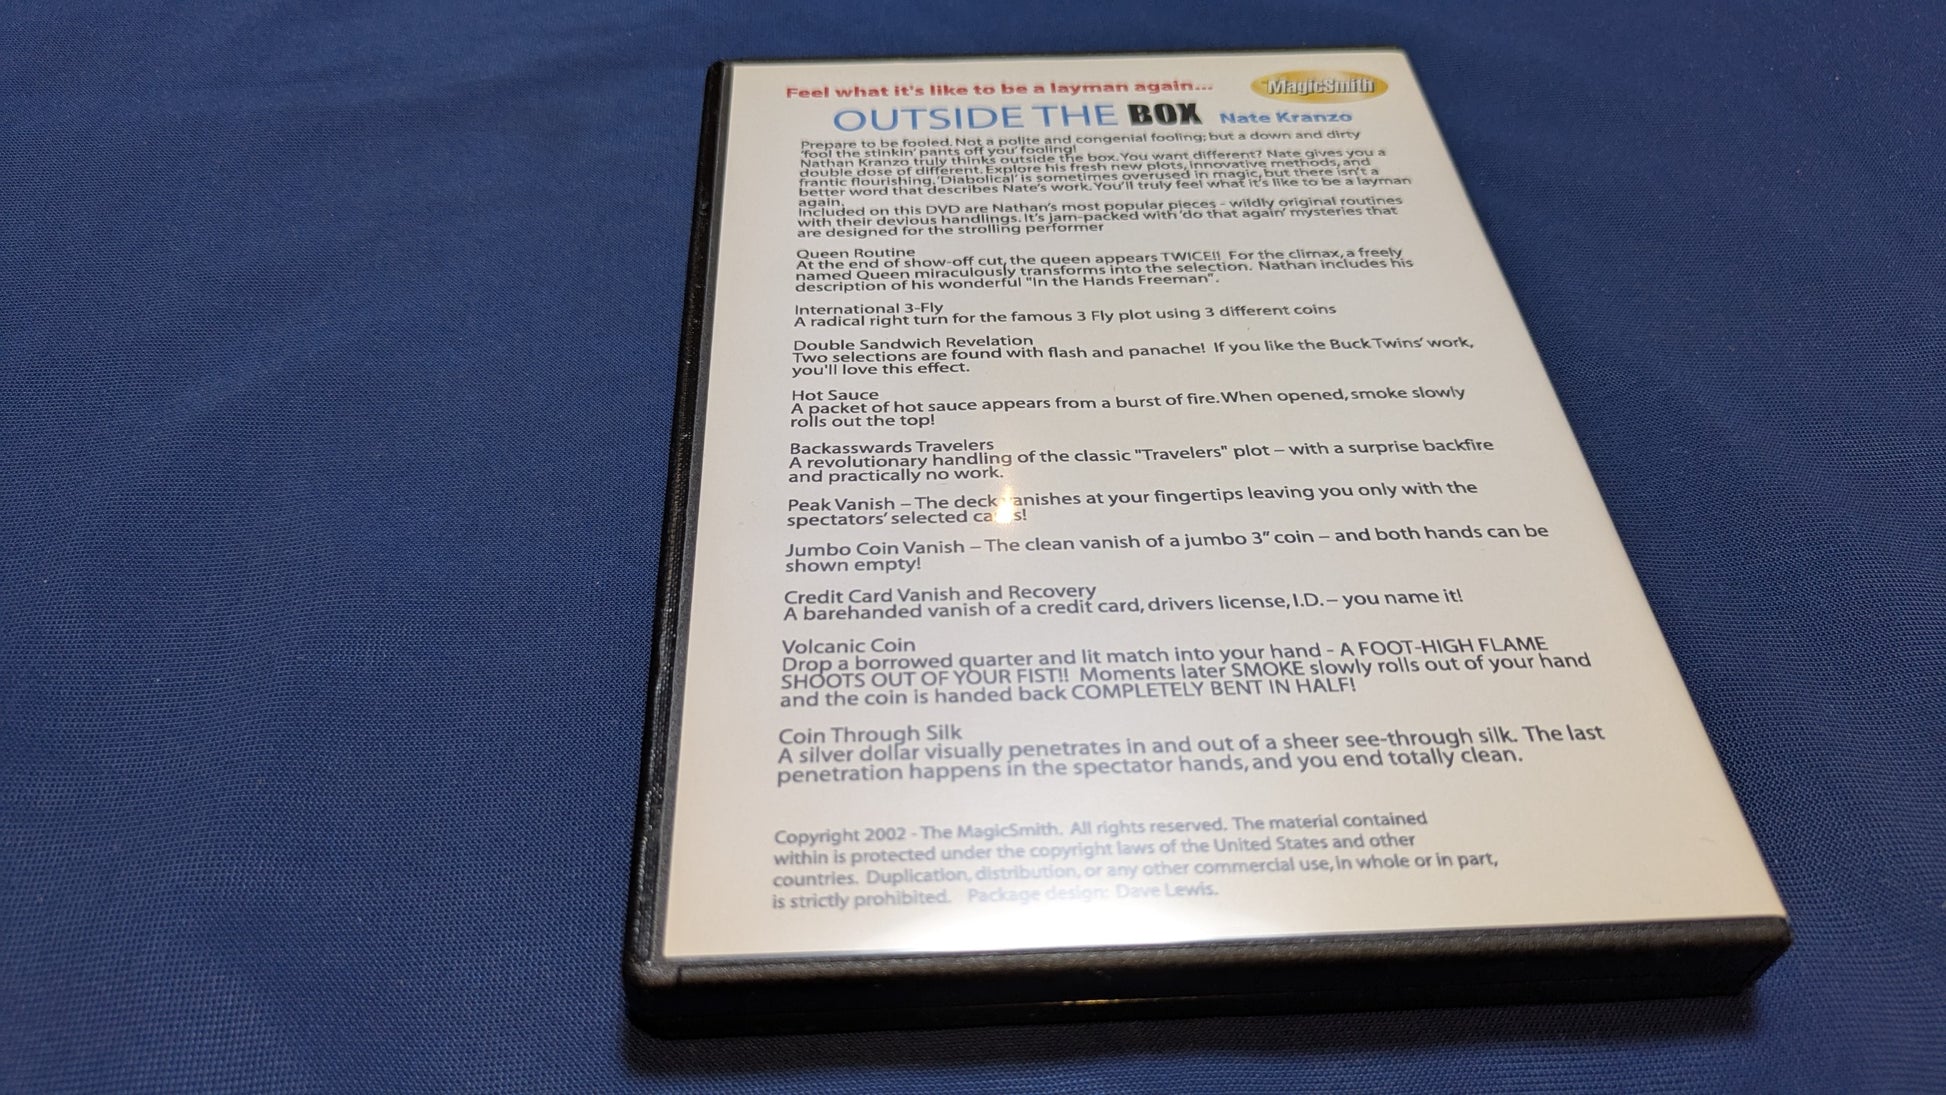 Feel what it's like to be a layman again...
MagicSmith
OUTSIDE THE BOX Nate Kranzo
Prepare to be fooled. Not a polite and congenial fooling; but a down and dirty
'fool the stinkin' pants off you' fooling!
Nathan Kranzo truly thinks outside the box. You want different? Nate gives you a
double dose of different. Explore his fresh new plots, innovative methods, and
frantic flourishing. 'Diabolical' is sometimes overused in magic, but there isn't a
better word that describes Nate's work. You'll truly feel what it's like to be a layman
again.
Included on this DVD are Nathan's most popular pieces - wildly original routines
with their devious handlings. It's jam-packed with 'do that again' mysteries that
are designed for the strolling performer
Queen Routine
At the end of show-off cut, the queen appears TWICE!! For the climax, a freely
named Queen miraculously transforms into the selection. Nathan includes his
description of his wonderful "In the Hands Freeman".
International 3-Fly
A radical right turn for the famous 3 Fly plot using 3 different coins
Double Sandwich Revelation
Two selections are found with flash and panache! If you like the Buck Twins' work,
you'll love this effect.
Hot Sauce
A packet of hot sauce appears from a burst of fire. When opened, smoke slowly
rolls out the top!
Backasswards Travelers
A revolutionary handling of the classic "Travelers" plot – with a surprise backfire
and practically no work.
Peak Vanish – The deck vanishes at your fingertips leaving you only with the
spectators' selected cards!
Jumbo Coin Vanish – The clean vanish of a jumbo 3" coin – and both hands can be
shown empty!
Credit Card Vanish and Recovery
A barehanded vanish of a credit card, drivers license, I.D. – you name it!
Volcanic Coin
Drop a borrowed quarter and lit match into your hand - A FOOT-HIGH FLAME
SHOOTS OUT OF YOUR FIST!! Moments later SMOKE slowly rolls out of your hand
and the coin is handed back COMPLETELY BENT IN HALF!
Coin Through Silk
A silver dollar visually penetrates in and out of a sheer see-through silk. The last
penetration happens in the spectator hands, and you end totally clean.
Copyright 2002 - The MagicSmith. All rights reserved. The material contained
within is protected under the copyright laws of the United States and other
countries. Duplication, distribution, or any other commercial use, in whole or in part,
is strictly prohibited. Package design: Dave Lewis.